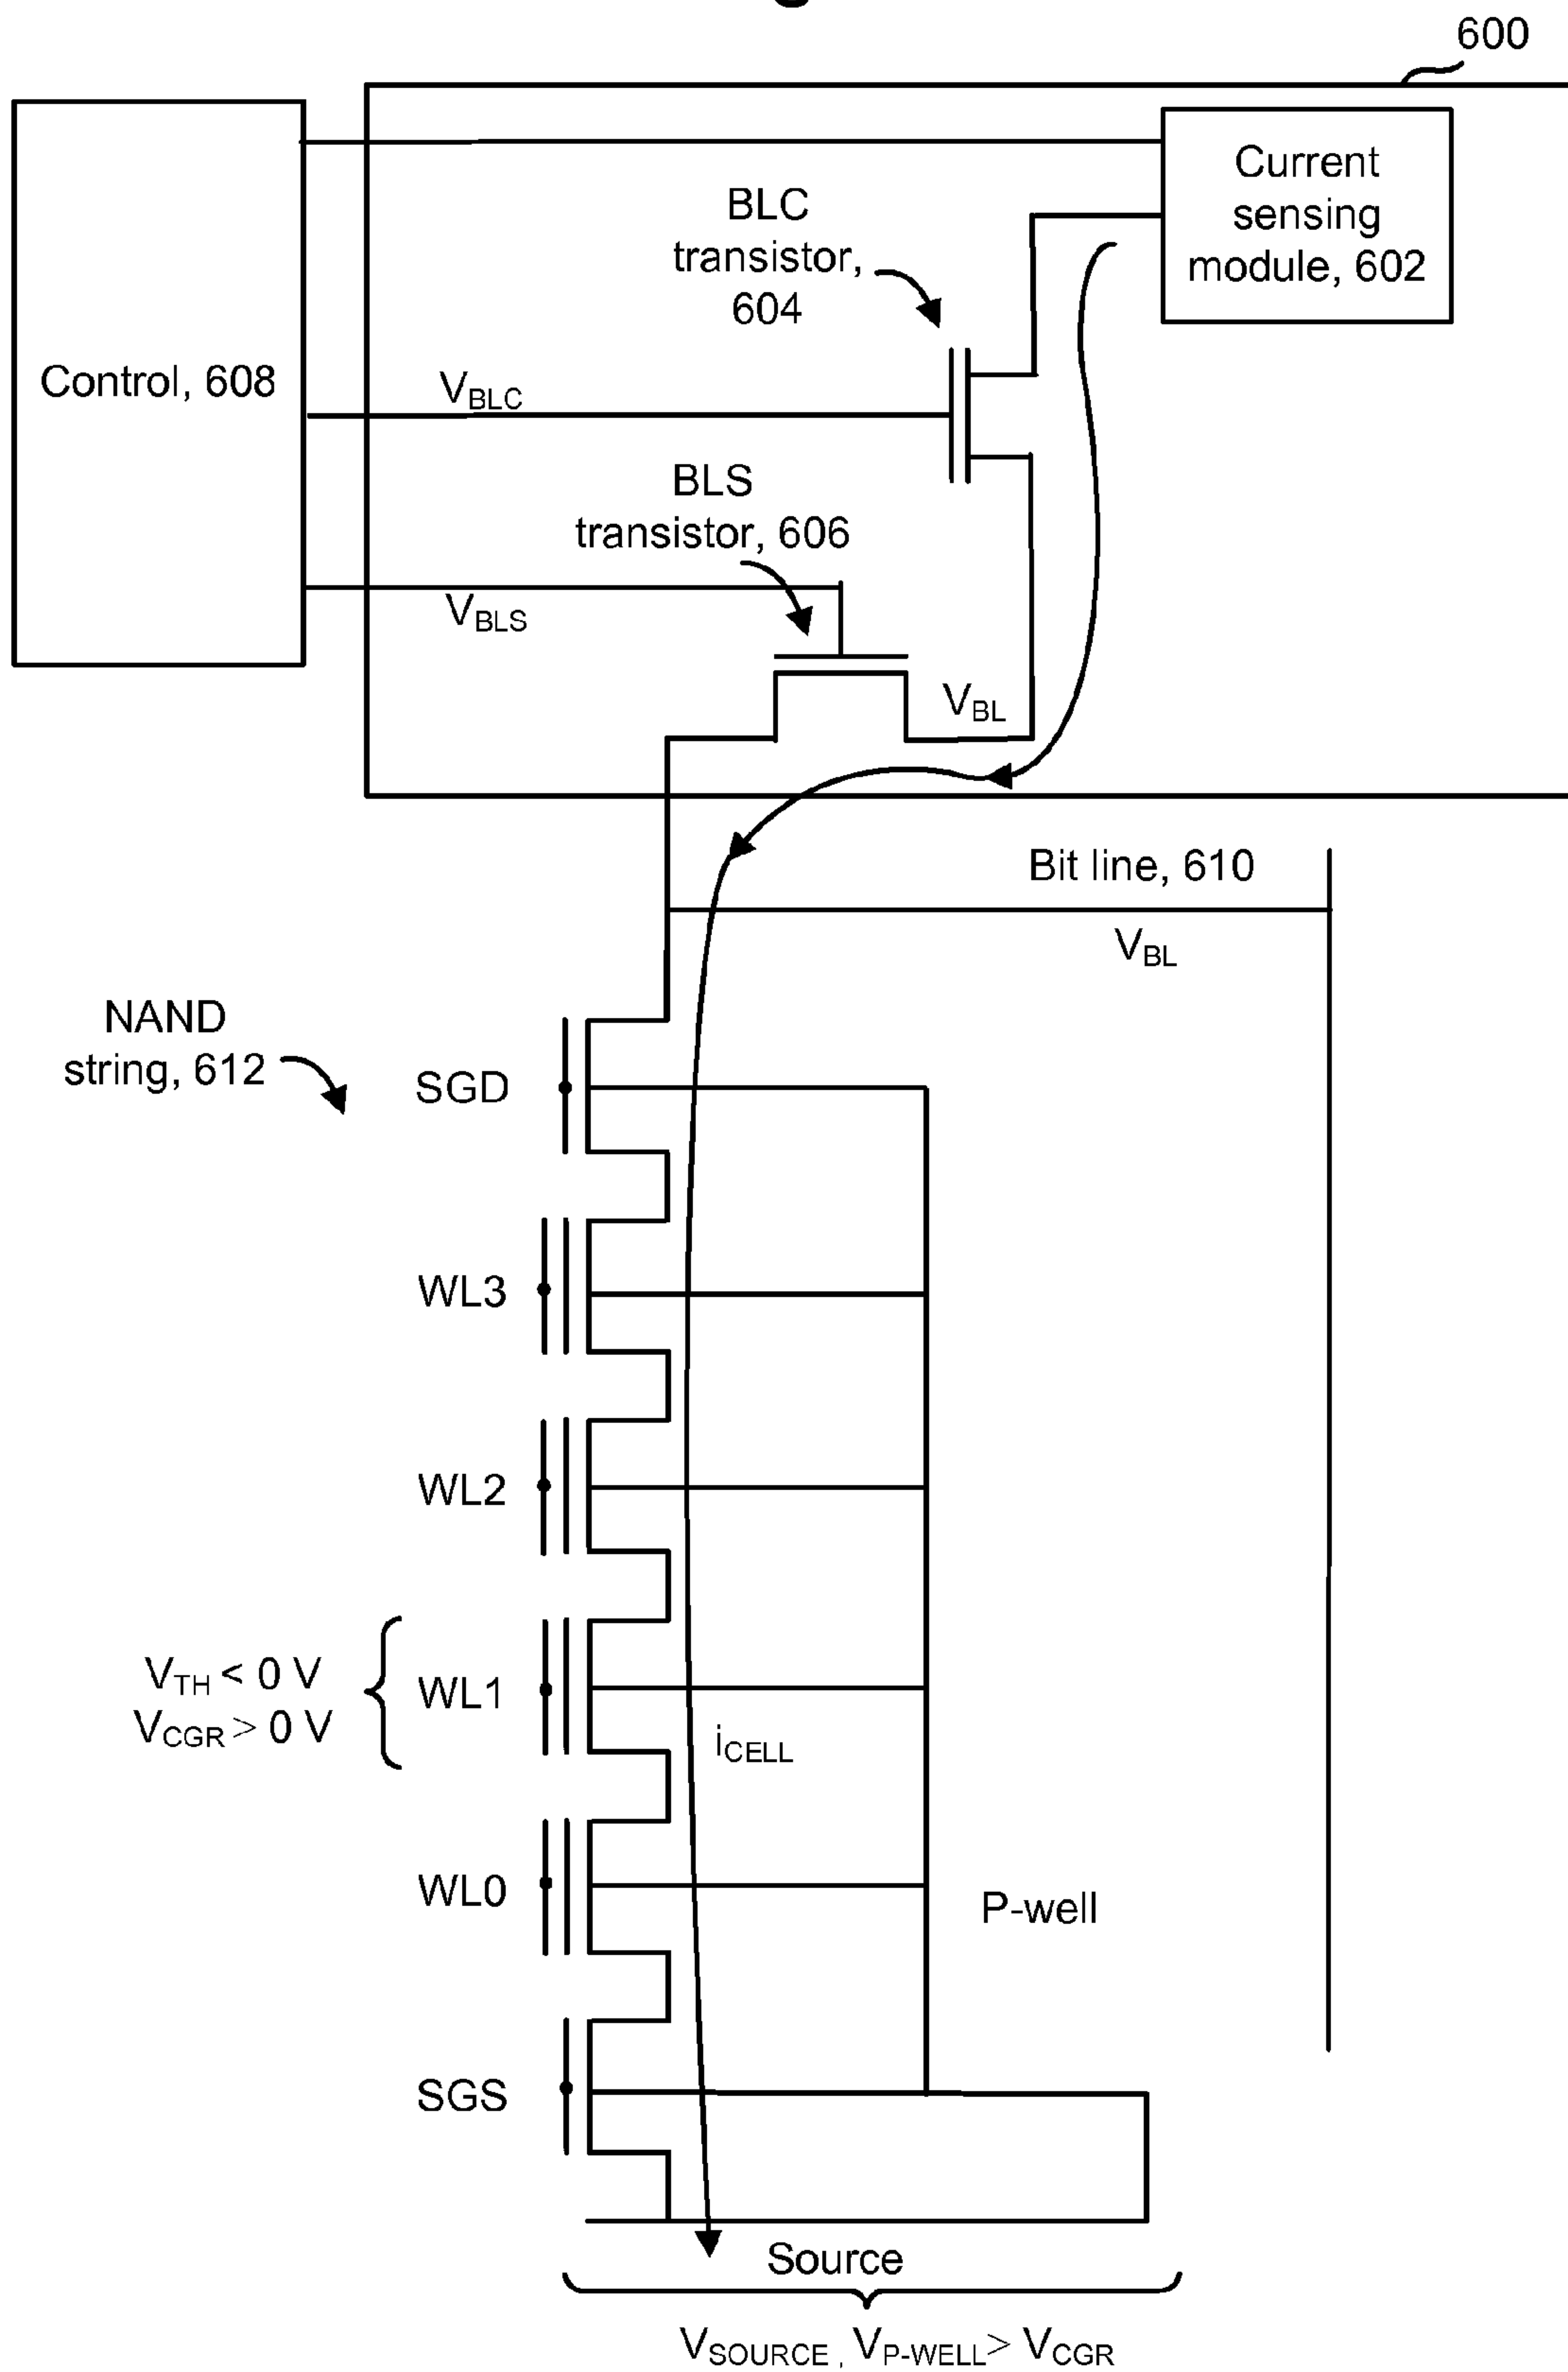 600
Current
sensing
module, 602
BLC
transistor,
604
Control, 608
VBLC
BLS
transistor, 606
VBLS
VBL
Bit line, 610
VBL
NAND
string, 612
SGD
WL3
WL2
VTH < 0 V
VCGR > 0 V
WL1
iCELL
WL0
P-well
SGS
Source
VSOURCE, VP-WELL > VCGR